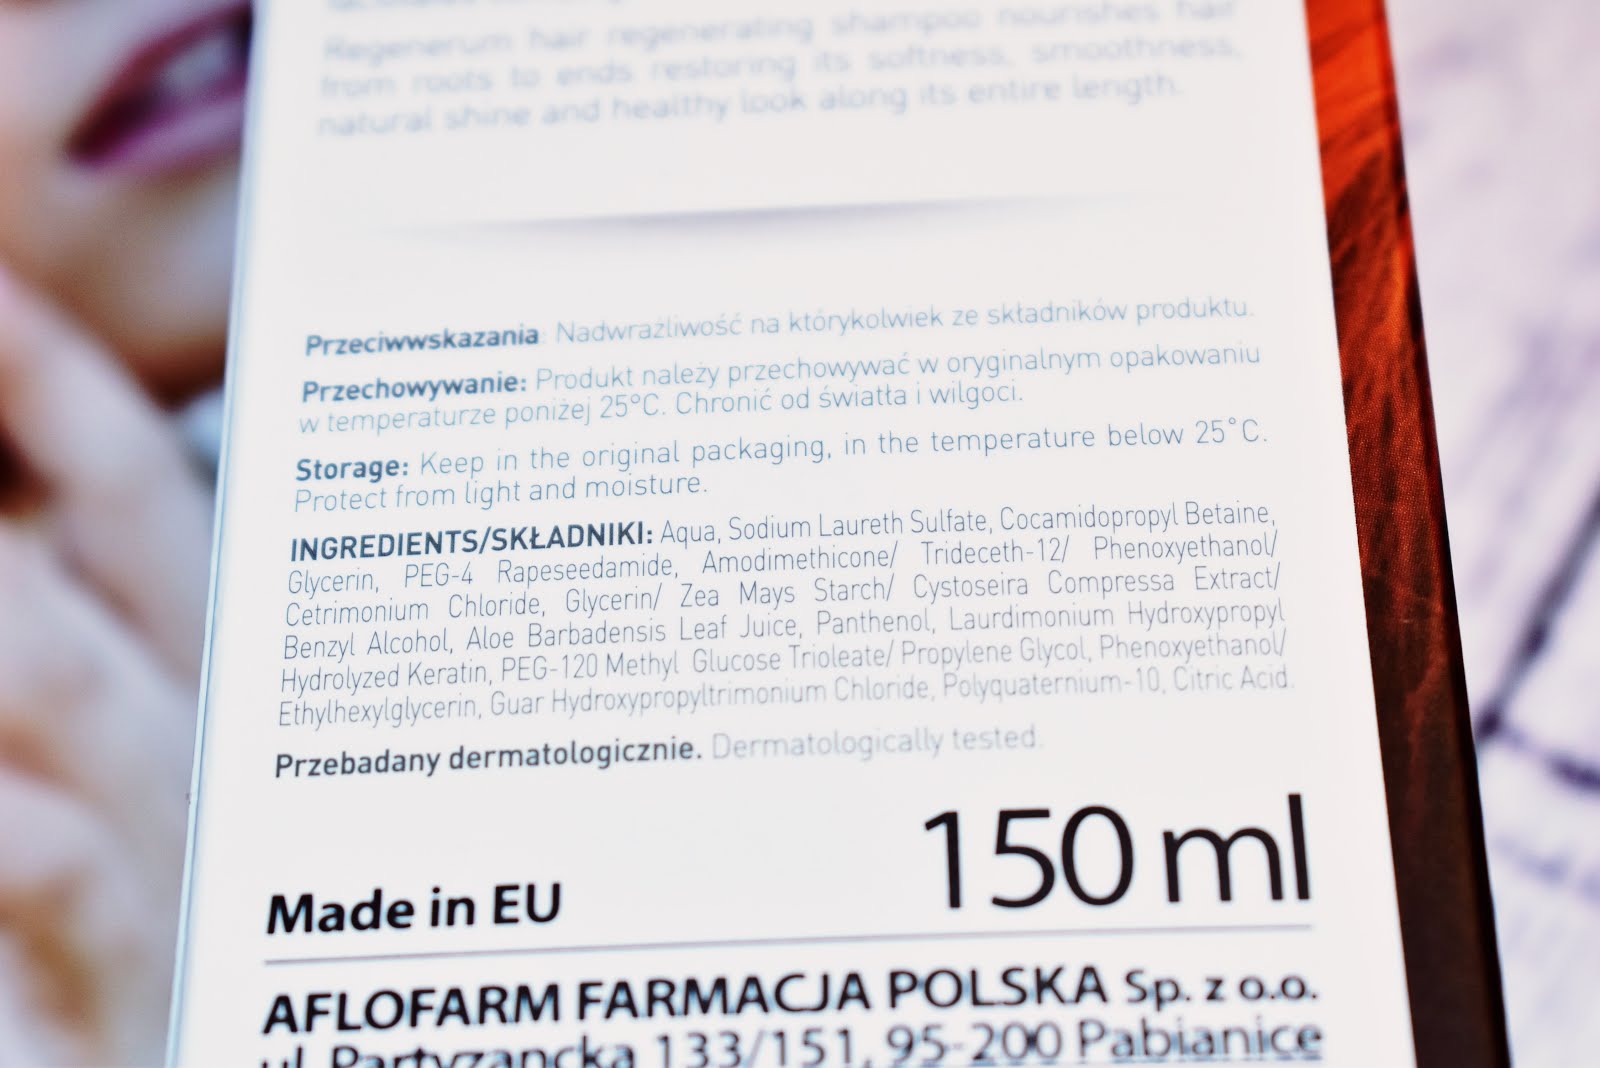 Regenerum hair regenerating shampoo nourishes hair
from roots to ends restoring its softness, smoothness,
natural shine and healthy look along its entire length.
Przeciwwskazania: Nadwrażliwość na którykolwiek ze składników produktu.
Przechowywanie: Produkt należy przechowywać w oryginalnym opakowaniu
w temperaturze poniżej 25°C. Chronić od światła i wilgoci.
Storage: Keep in the original packaging, in the temperature below 25°C.
Protect from light and moisture.
INGREDIENTS/SKŁADNIKI: Aqua, Sodium Laureth Sulfate, Cocamidopropyl Betaine,
Glycerin, PEG-4 Rapeseedamide, Amodimethicone/ Trideceth-12/ Phenoxyethanol/
Cetrimonium Chloride, Glycerin/ Zea Mays Starch/ Cystoseira Compressa Extract/
Benzyl Alcohol, Aloe Barbadensis Leaf Juice, Panthenol, Laurdimonium Hydroxypropyl
Hydrolyzed Keratin, PEG-120 Methyl Glucose Trioleate/ Propylene Glycol, Phenoxyethanol/
Ethylhexylglycerin, Guar Hydroxypropyltrimonium Chloride, Polyquaternium-10, Citric Acid.
Przebadany dermatologicznie. Dermatologically tested.
150 ml
Made in EU
AFLOFARM FARMACJA POLSKA Sp. z o.o.
ul. Partyzancka 133/151, 95-200 Pabianice